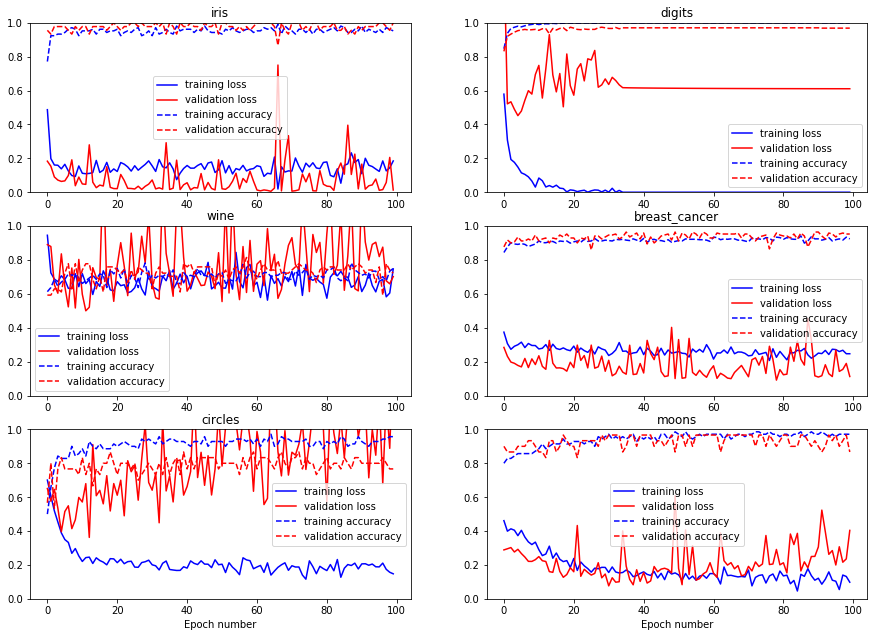 iris
1.0
0.8
0.6
0.4
0.2
0.0
0 20 40 60 80 100
training loss
validation loss
training accuracy
validation accuracy
digits
1.0
0.8
0.6
0.4
0.2
0.0
0 20 40 60 80 100
training loss
validation loss
training accuracy
validation accuracy
wine
1.0
0.8
0.6
0.4
0.2
0.0
0 20 40 60 80 100
training loss
validation loss
training accuracy
validation accuracy
breast_cancer
1.0
0.8
0.6
0.4
0.2
0.0
0 20 40 60 80 100
training loss
validation loss
training accuracy
validation accuracy
circles
1.0
0.8
0.6
0.4
0.2
0.0
0 20 40 60 80 100
training loss
validation loss
training accuracy
validation accuracy
Epoch number
moons
1.0
0.8
0.6
0.4
0.2
0.0
0 20 40 60 80 100
training loss
validation loss
training accuracy
validation accuracy
Epoch number